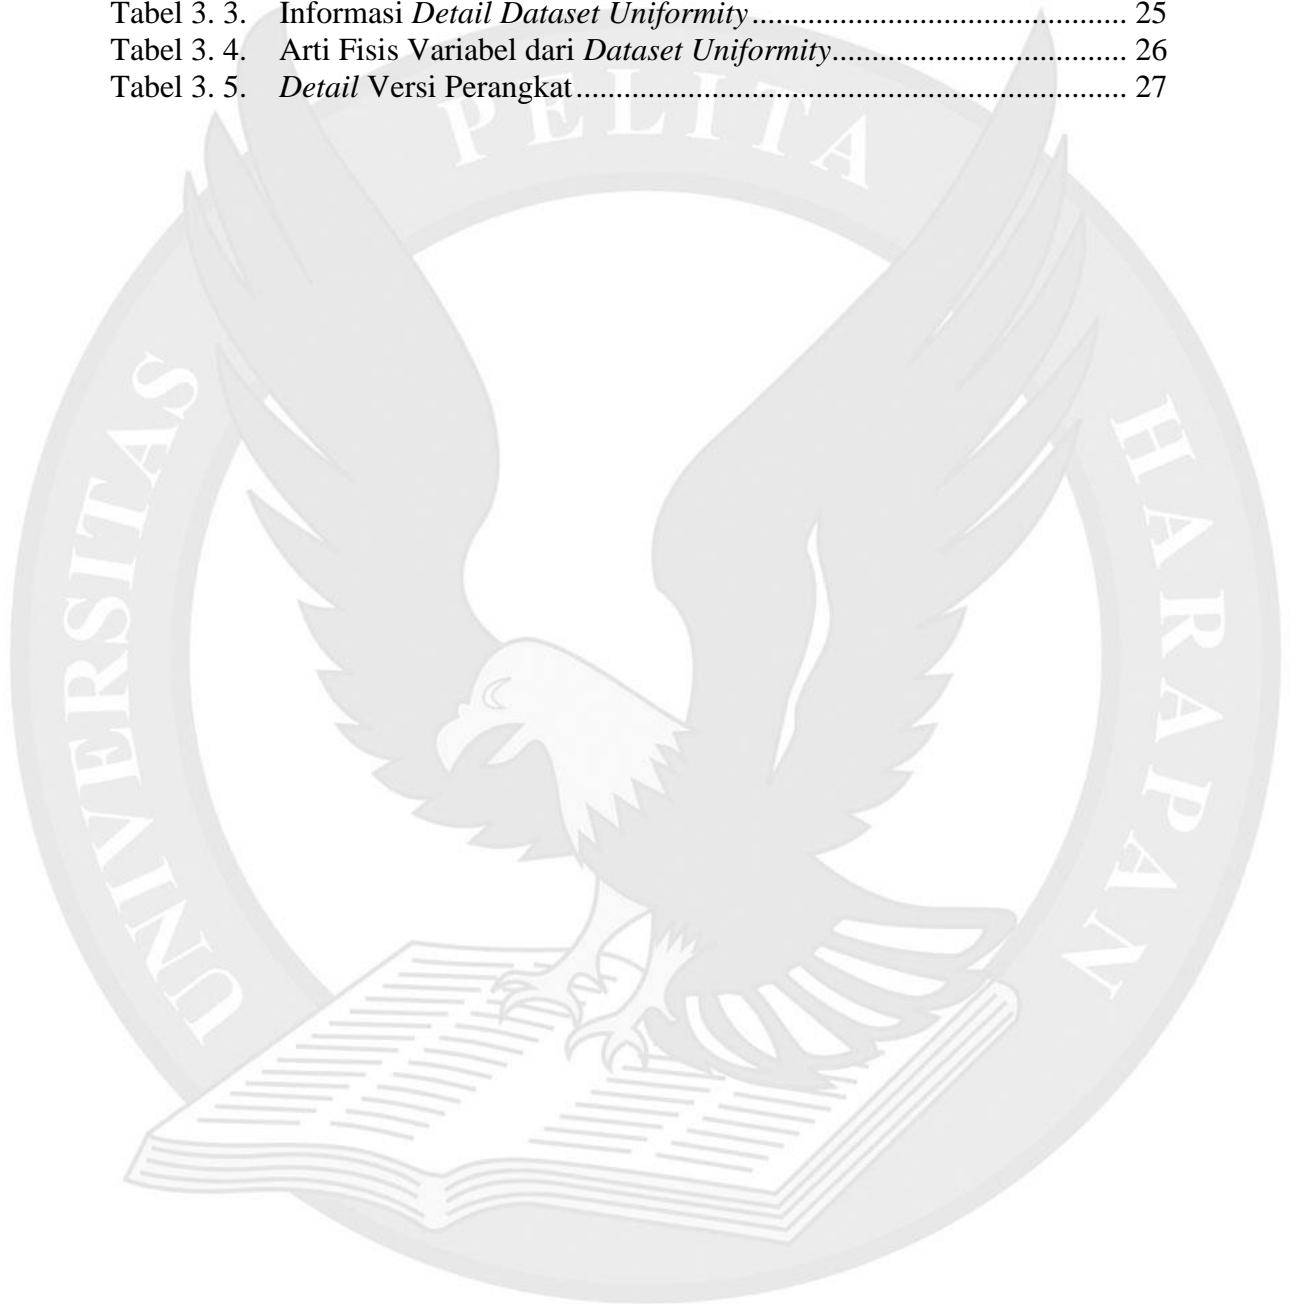 Tabel 3. 3. Informasi Detail Dataset Uniformity.............................................. 25
Tabel 3. 4. Arti Fisis Variabel dari Dataset Uniformity.................................... 26
Tabel 3. 5. Detail Versi Perangkat.................................................................... 27
UNIVERSITAS PELITA HARAPAN